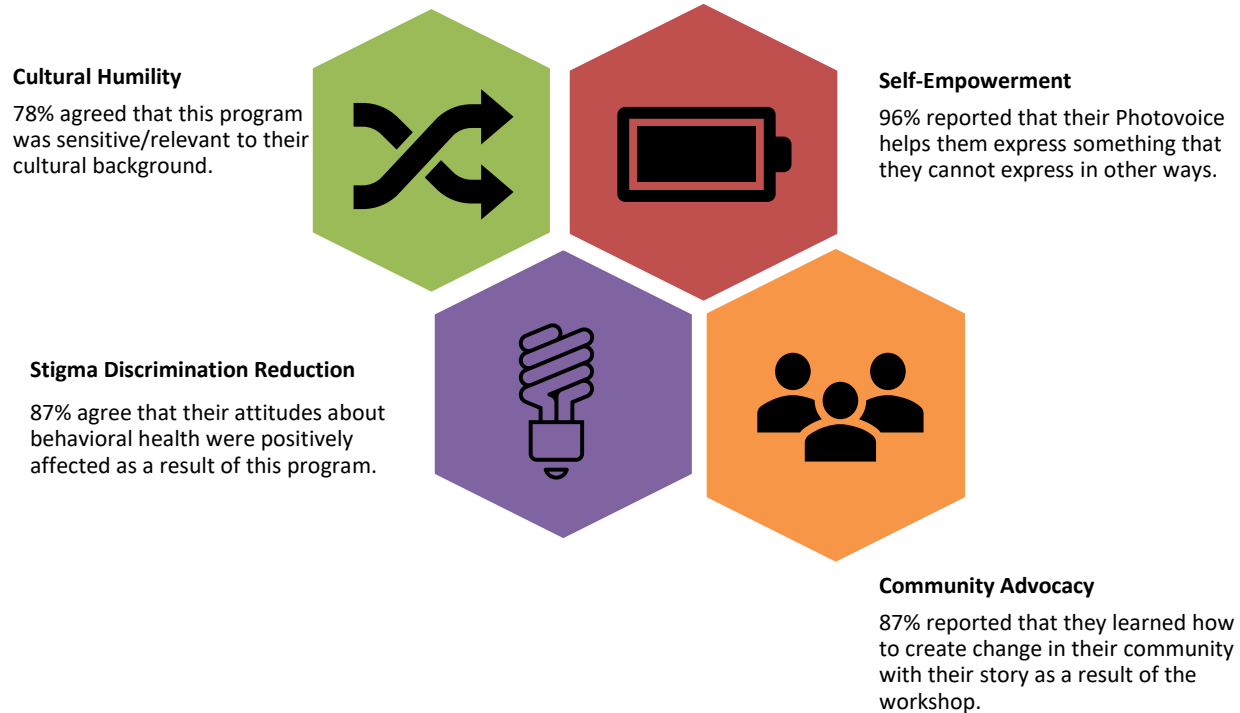 Cultural Humility
78% agreed that this program
was sensitive/relevant to their
cultural background.
Self-Empowerment
96% reported that their Photovoice
helps them express something that
they cannot express in other ways.
Stigma Discrimination Reduction
87% agree that their attitudes about
behavioral health were positively
affected as a result of this program.
Community Advocacy
87% reported that they learned how
to create change in their community
with their story as a result of the
workshop.